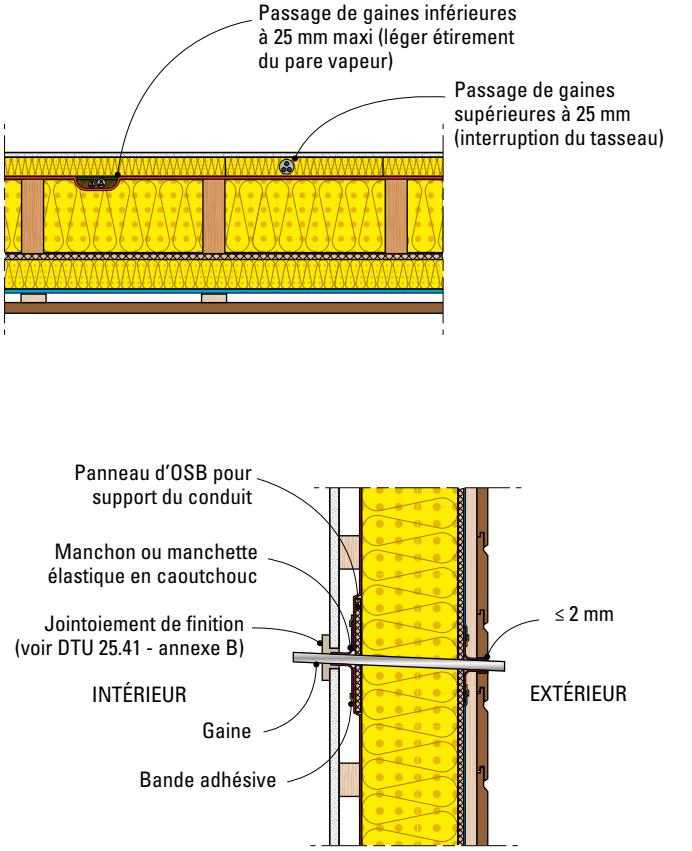 Passage de gaines inférieures
à 25 mm maxi (léger étirement
du pare vapeur)
Passage de gaines
supérieures à 25 mm
(interruption du tasseau)
Panneau d'OSB pour
support du conduit
Manchon ou manchette
élastique en caoutchouc
Jointoiement de finition
(voir DTU 25.41 - annexe B)
≤ 2 mm
INTÉRIEUR
EXTÉRIEUR
Gaine
Bande adhésive